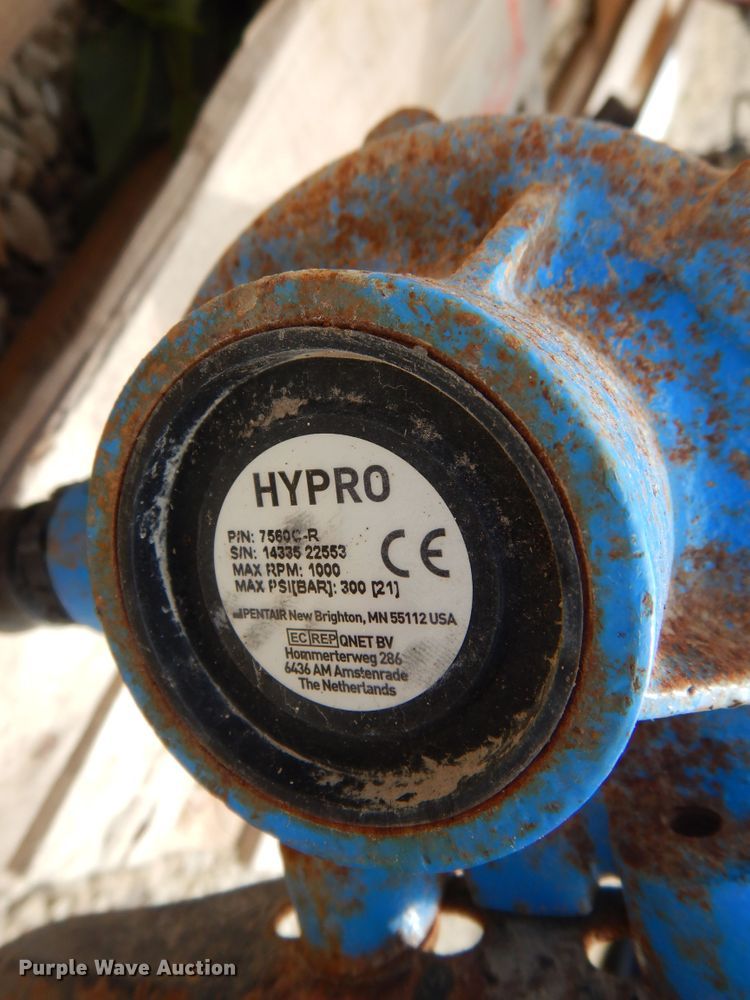 HYPRO
P/N: 7560C-R
S/N: 14335 22553
MAX RPM: 1000
MAX PSI[BAR]: 300 [21]
CE
PENTAIR New Brighton, MN 55112 USA
EC REP QNET BV
Hommerterweg 286
6436 AM Amstenrade
The Netherlands
Purple Wave Auction